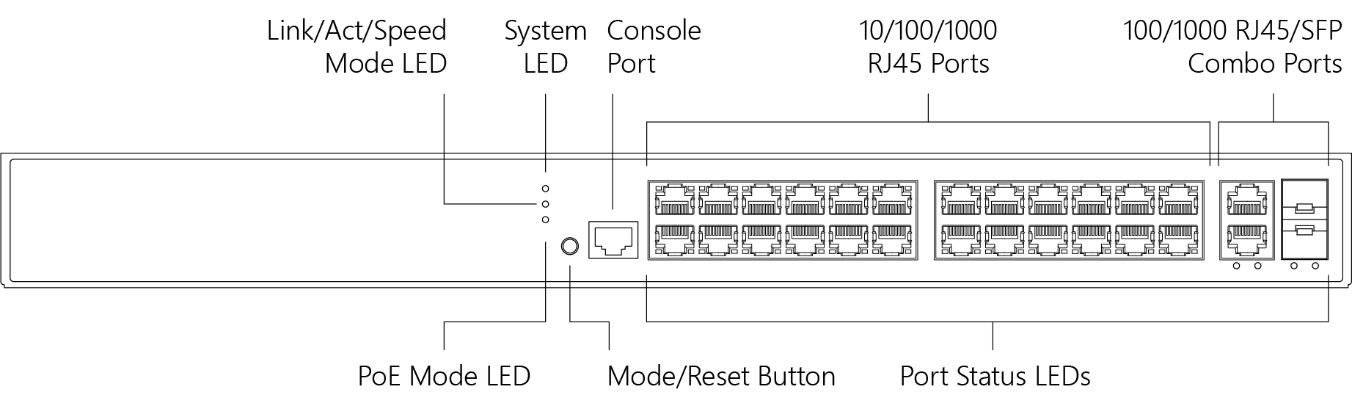 Link/Act/Speed
Mode LED
System
LED
Console
Port
10/100/1000
RJ45 Ports
100/1000 RJ45/SFP
Combo Ports
PoE Mode LED
Mode/Reset Button
Port Status LEDs